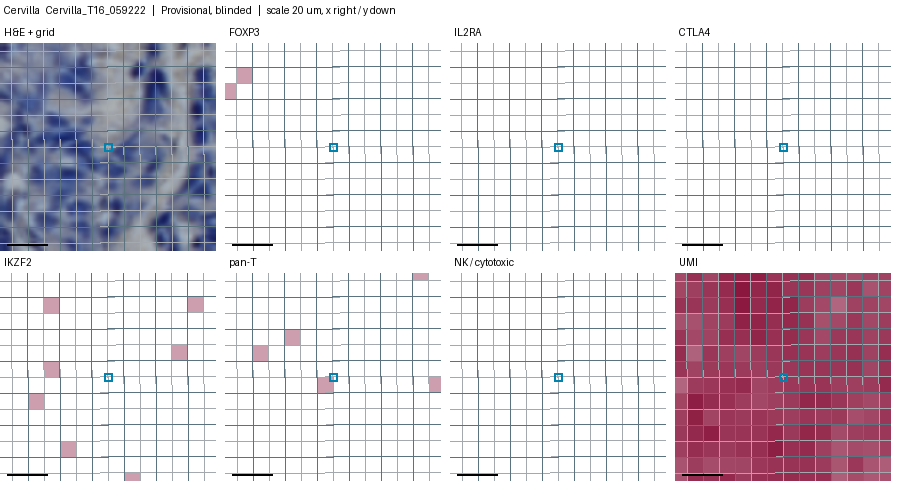 Cervilla Cervilla_T16_059222 | Provisional, blinded | scale 20 um, x right / y down
H&E + grid FOXP3 IL2RA CTLA4
IKZF2 pan-T NK / cytotoxic UMI